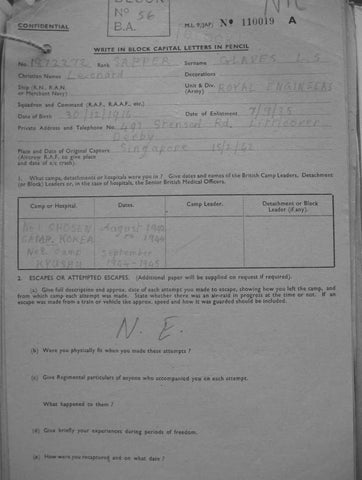 BLOCK
No 56
B.A.
NIL
CONFIDENTIAL
M.I. 9/JAP/ No 110019 A
WRITE IN BLOCK CAPITAL LETTERS IN PENCIL
No. 1872272 Rank SAPPER Surname GLAVES L.S
Christian Names Leonard Decorations
Ship (R.N., R.A.N. or Merchant Navy) Unit & Div. (Army) ROYAL ENGINEERS
Squadron and Command (R.A.F., R.A.A.F., etc.)
Date of Birth 30/12/1916 Date of Enlistment 7/9/35
Private Address and Telephone No. 497 Stenson Rd, Littleover
Derby
Place and Date of Original Capture Singapore 15/2/42
(Aircrew R.A.F. to give place
and date of a/c crash).
1. What camps, detachments or hospitals were you in? Give dates and names of the British Camp Leaders, Detachment
(or Block) Leaders or, in the case of hospitals, the Senior British Medical Officers.
Camp or Hospital. Dates. Camp Leader. Detachment or Block Leader (if any).
No 1 CHOSEN August 1942
CAMP. KOREA to 1944
No 2 Camp September
KYUSHU 1944-1945
2. ESCAPES OR ATTEMPTED ESCAPES. (Additional paper will be supplied on request if required).
(a) Give full description and approx. date of each attempt you made to escape, showing how you left the camp, and
from which camp each attempt was made. State whether there was an air-raid in progress at the time or not. If an
escape was made from a train or vehicle the approx. speed and how it was guarded should be included.
N.E.
(b) Were you physically fit when you made these attempts ?
(c) Give Regimental particulars of anyone who accompanied you on each attempt.
What happened to them ?
(d) Give briefly your experiences during periods of freedom.
(e) How were you recaptured and on what date ?